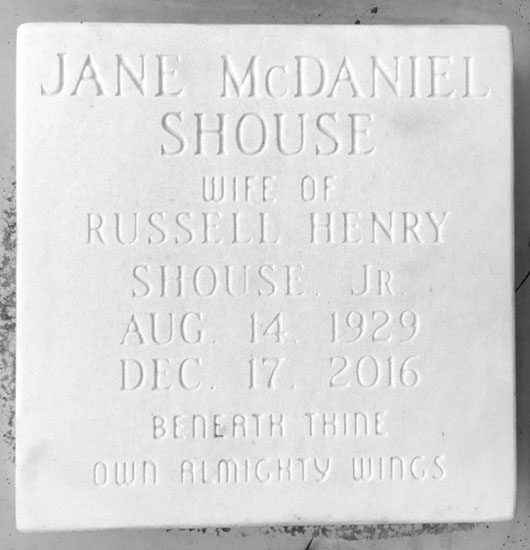 JANE McDANIEL
SHOUSE
WIFE OF
RUSSELL HENRY
SHOUSE, JR.
AUG. 14, 1929
DEC. 17, 2016
BENEATH THINE
OWN ALMIGHTY WINGS